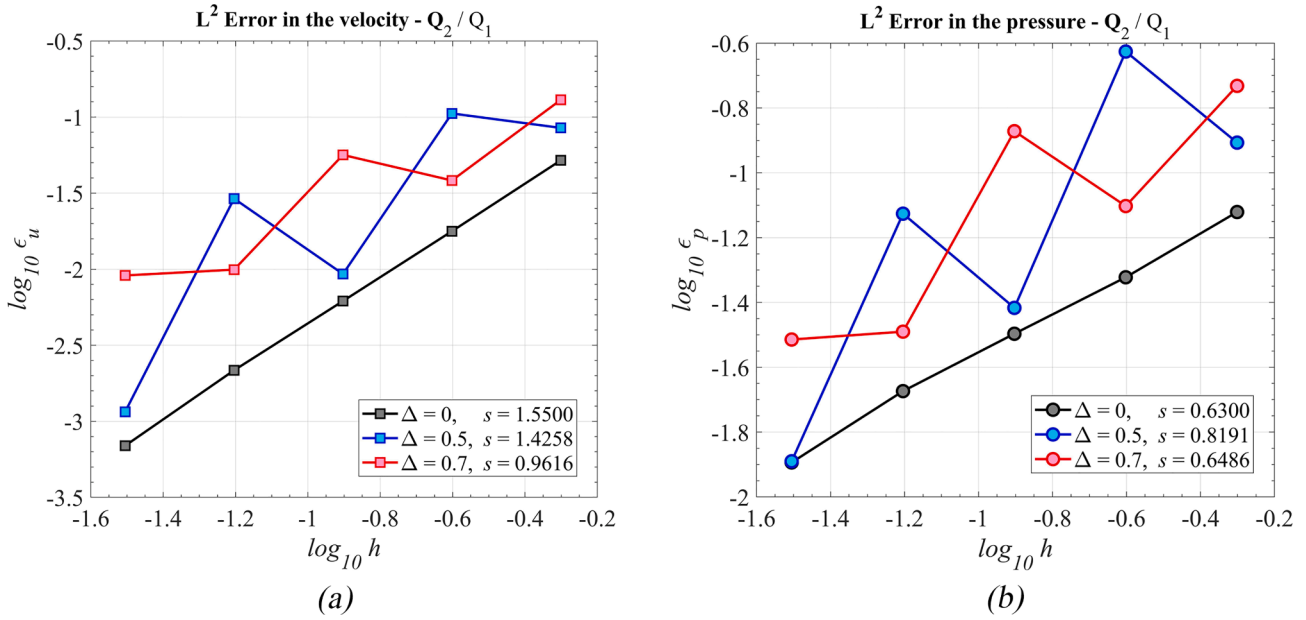 L² Error in the velocity - Q₂ / Q₁
-0.5
-1
-1.5
-2
-2.5
-3
-3.5
log₁₀ ϵᵤ
Δ = 0, s = 1.5500
Δ = 0.5, s = 1.4258
Δ = 0.7, s = 0.9616
-1.6 -1.4 -1.2 -1 -0.8 -0.6 -0.4 -0.2
log₁₀ h
(a)
L² Error in the pressure - Q₂ / Q₁
-0.6
-0.8
-1
-1.2
-1.4
-1.6
-1.8
-2
log₁₀ ϵₚ
Δ = 0, s = 0.6300
Δ = 0.5, s = 0.8191
Δ = 0.7, s = 0.6486
-1.6 -1.4 -1.2 -1 -0.8 -0.6 -0.4 -0.2
log₁₀ h
(b)